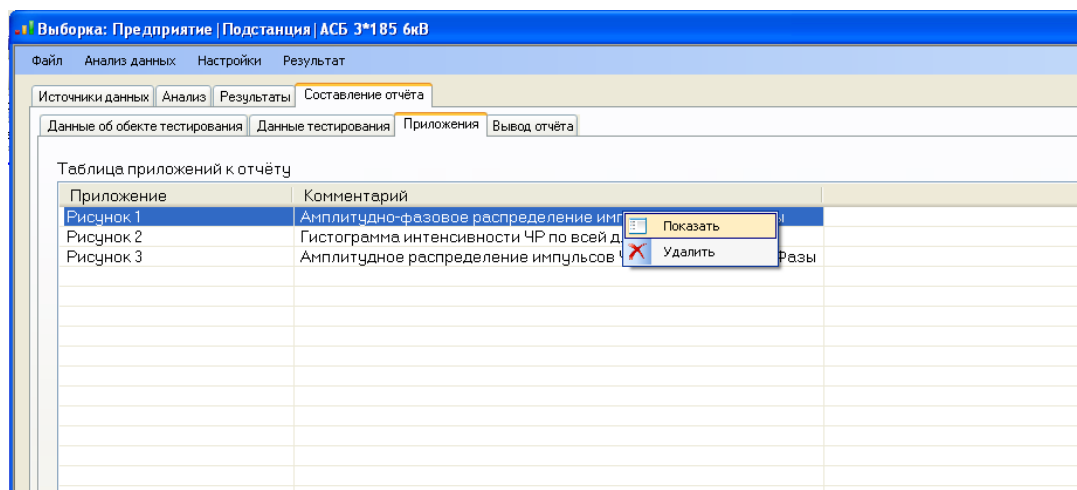 Выборка: Предприятие | Подстанция | АСБ 3*185 6кВ
Файл Анализ данных Настройки Результат
Источники данных Анализ Результаты Составление отчёта
Данные об обекте тестирования Данные тестирования Приложения Вывод отчёта
Таблица приложений к отчёту
Приложение Комментарий
Рисунок 1 Амплитудно-фазовое распределение
Показать
Рисунок 2 Гистограмма интенсивности ЧР по всей
Удалить
Рисунок 3 Амплитудное распределение импульсов Фазы